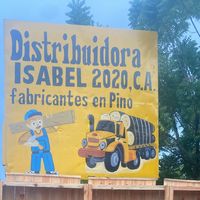 Distribuidora
ISABEL 2020, C.A.
fabricantes en Pino